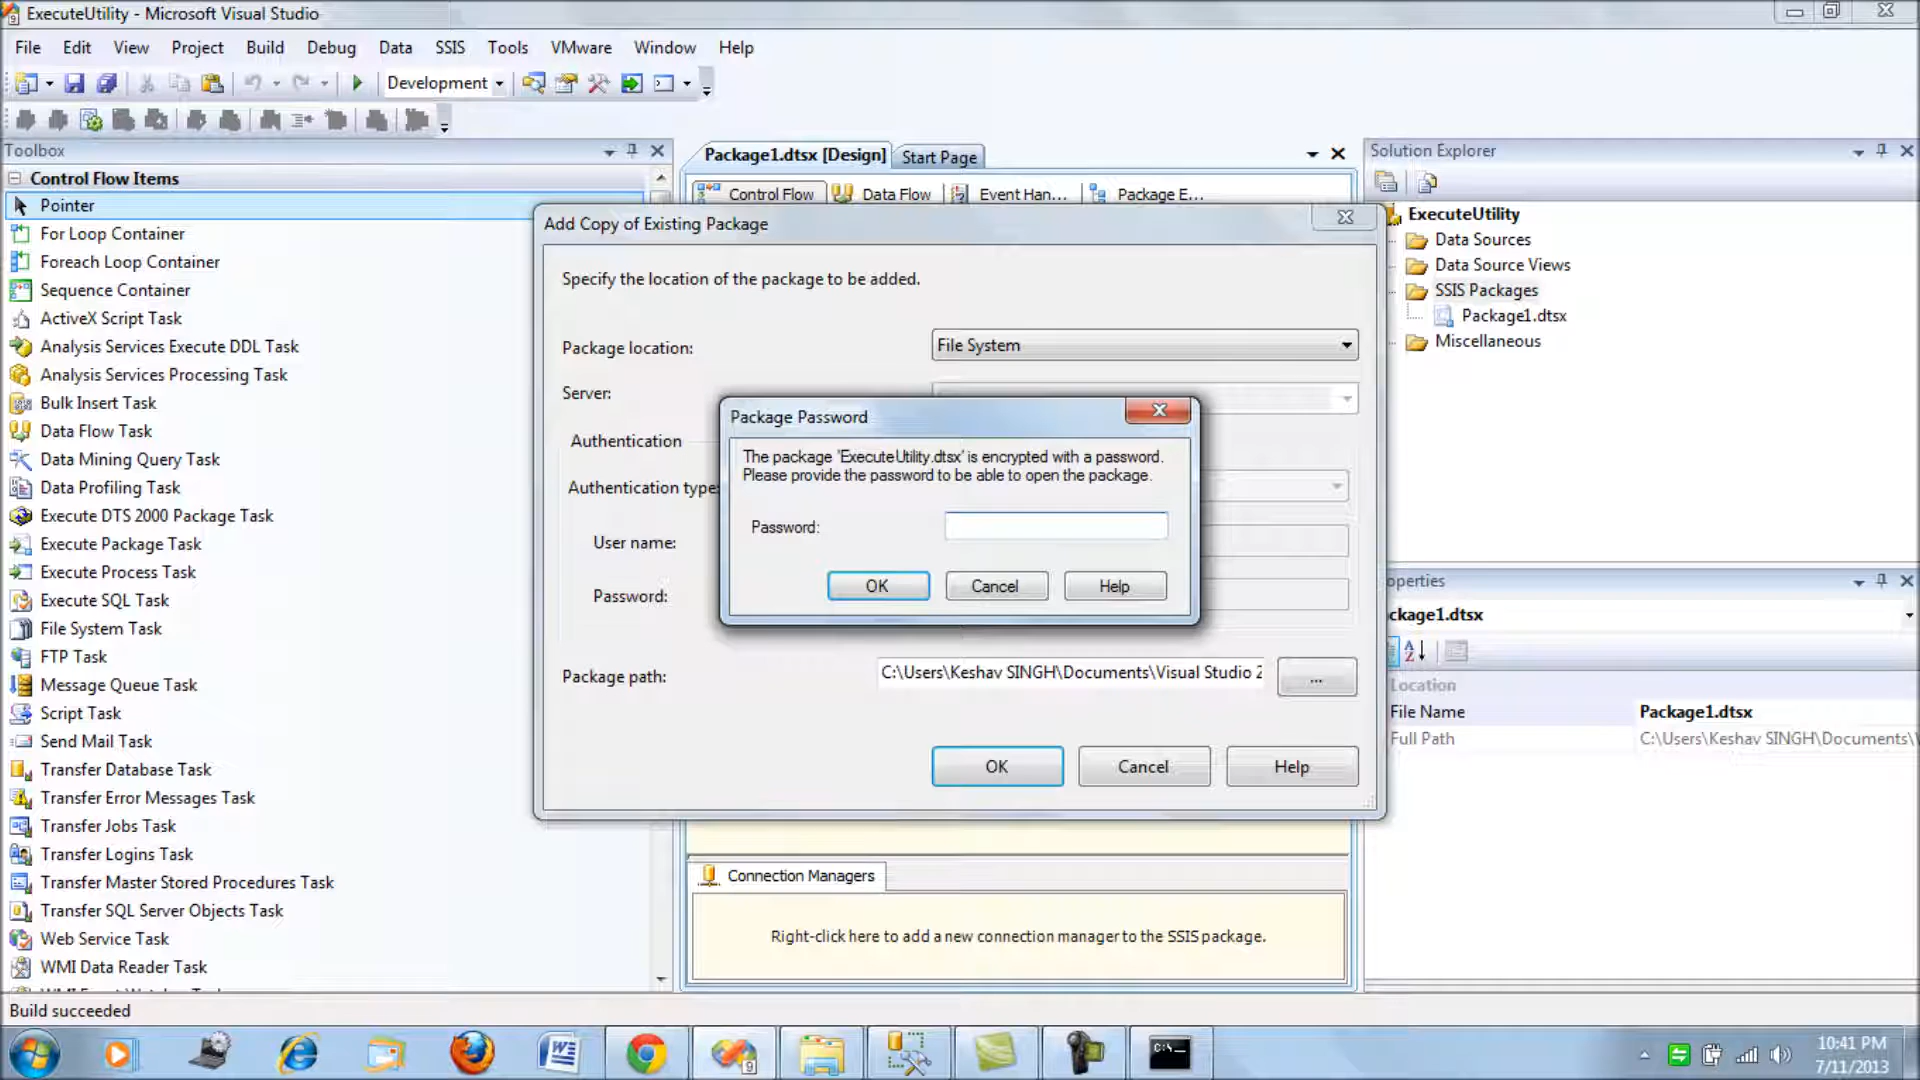 ExecuteUtility - Microsoft Visual Studio
File Edit View Project Build Debug Data SSIS Tools VMware Window Help
Development
Toolbox
Control Flow Items
Pointer
For Loop Container
Foreach Loop Container
Sequence Container
ActiveX Script Task
Analysis Services Execute DDL Task
Analysis Services Processing Task
Bulk Insert Task
Data Flow Task
Data Mining Query Task
Data Profiling Task
Execute DTS 2000 Package Task
Execute Package Task
Execute Process Task
Execute SQL Task
File System Task
FTP Task
Message Queue Task
Script Task
Send Mail Task
Transfer Database Task
Transfer Error Messages Task
Transfer Jobs Task
Transfer Logins Task
Transfer Master Stored Procedures Task
Transfer SQL Server Objects Task
Web Service Task
WMI Data Reader Task
Package1.dtsx [Design] Start Page
Control Flow Data Flow Event Han... Package E...
Add Copy of Existing Package
Specify the location of the package to be added.
Package location: File System
Server:
Authentication
Authentication type:
User name:
Password:
Package path: C:\Users\Keshav SINGH\Documents\Visual Studio 2 ...
OK Cancel Help
Package Password
The package 'ExecuteUtility.dtsx' is encrypted with a password.
Please provide the password to be able to open the package.
Password:
OK Cancel Help
Connection Managers
Right-click here to add a new connection manager to the SSIS package.
Solution Explorer
ExecuteUtility
Data Sources
Data Source Views
SSIS Packages
Package1.dtsx
Miscellaneous
operties
ckage1.dtsx
Location
File Name Package1.dtsx
Full Path C:\Users\Keshav SINGH\Documents\
Build succeeded
10:41 PM
7/11/2013